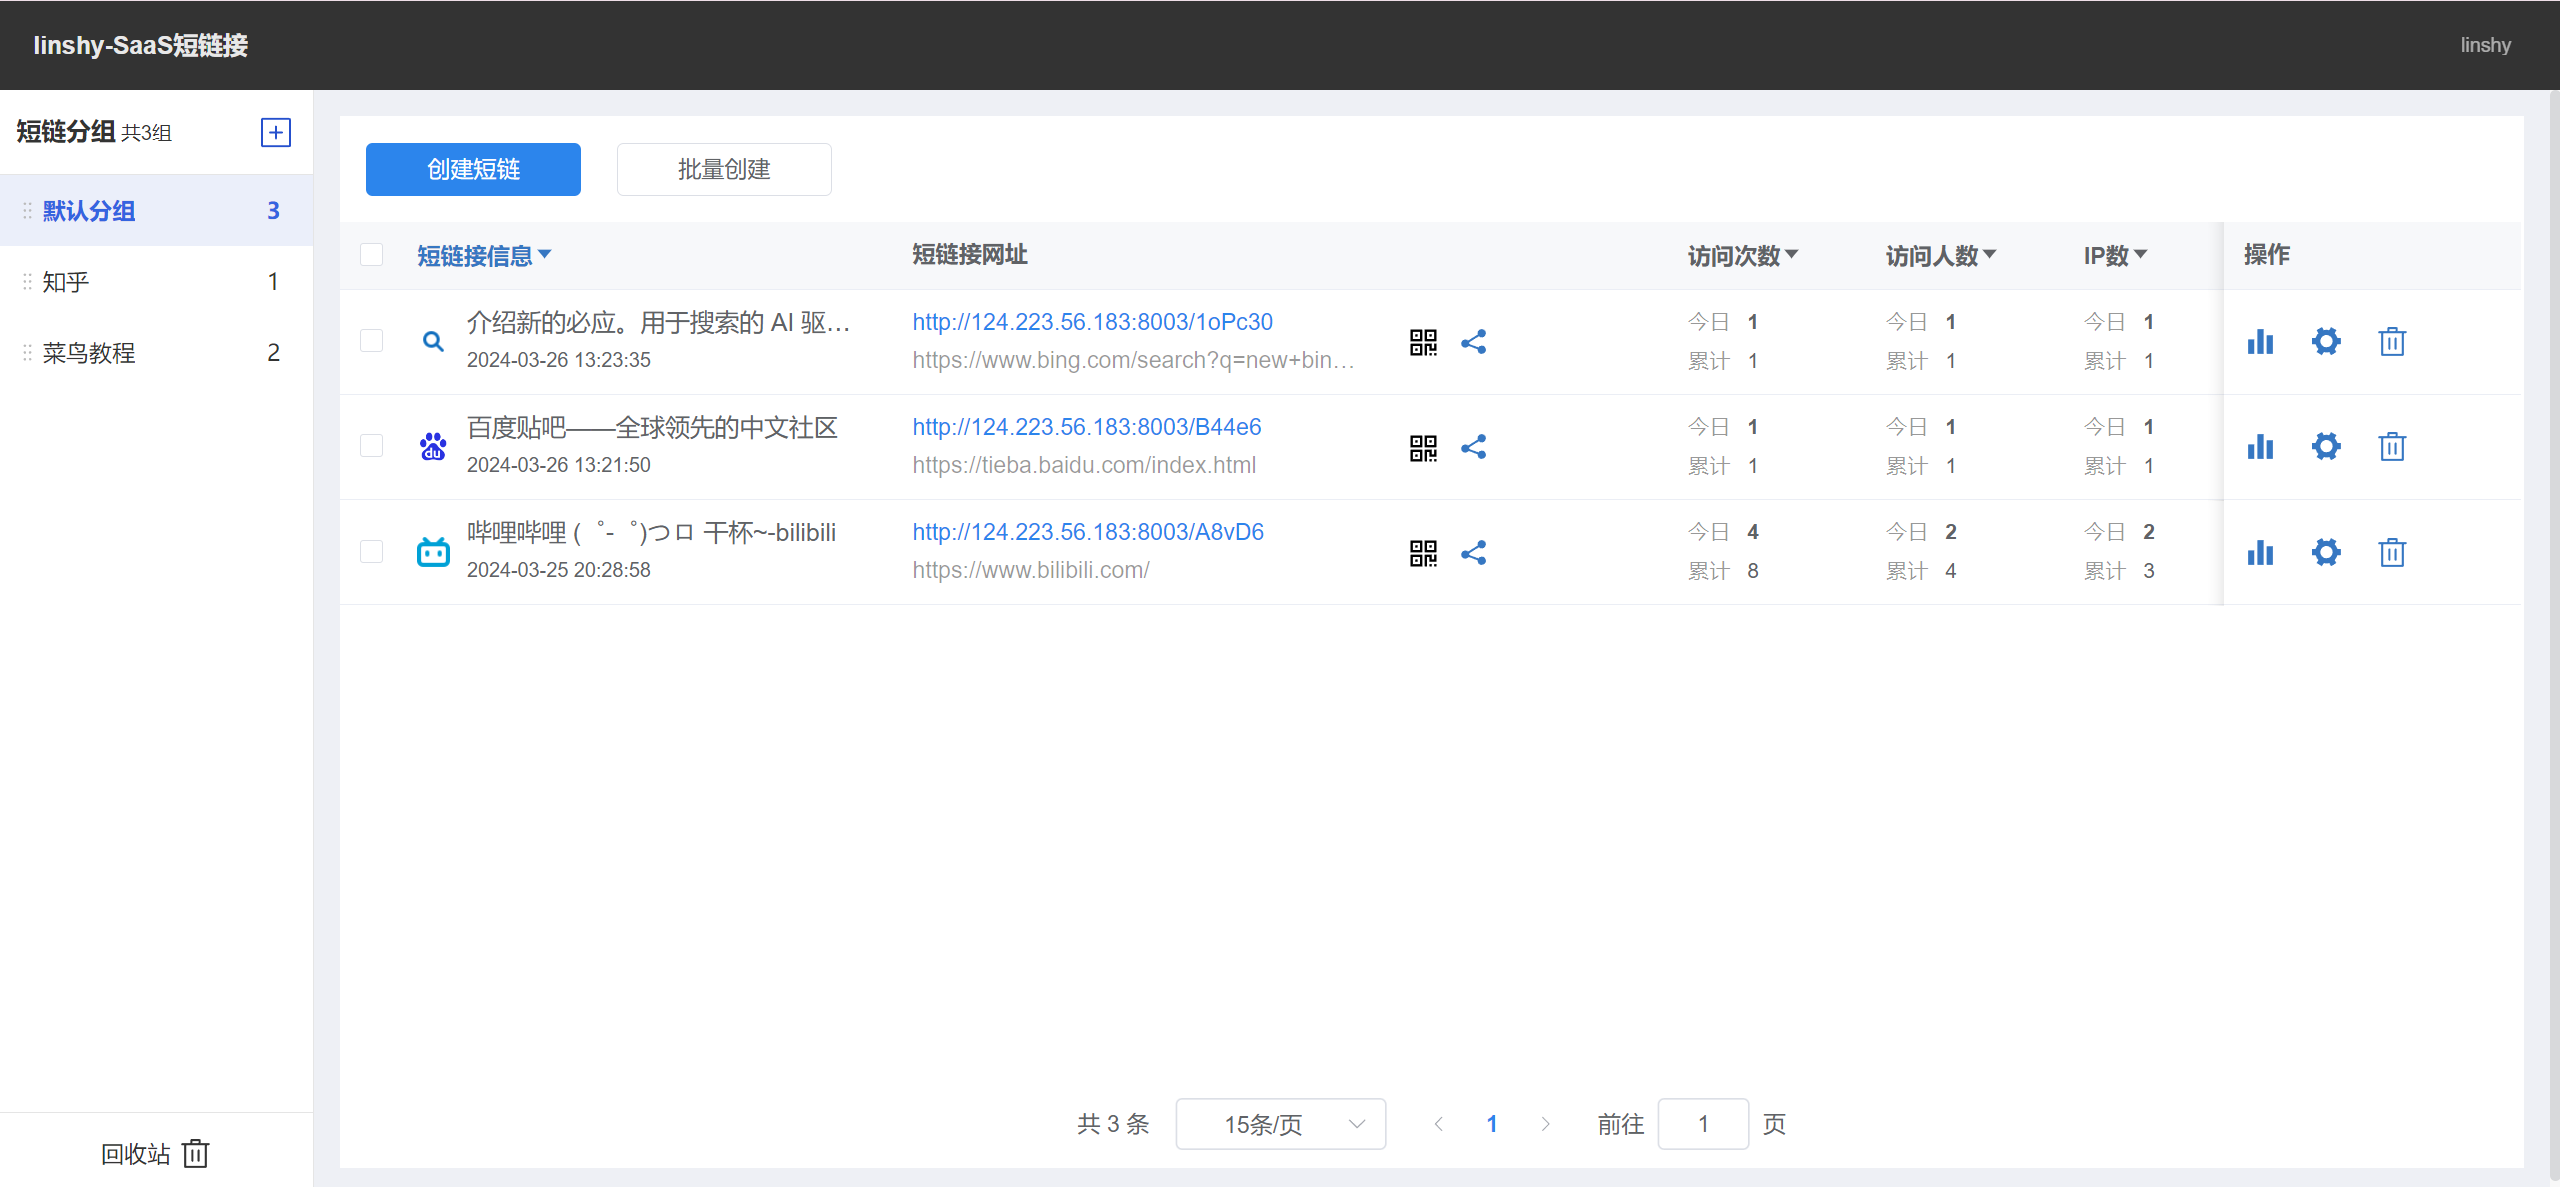 linshy-SaaS短链接
linshy
短链分组 共3组
默认分组 3
知乎 1
菜鸟教程 2
回收站
创建短链 批量创建
短链接信息 短链接网址 访问次数 访问人数 IP数 操作
介绍新的必应。用于搜索的 AI 驱… http://124.223.56.183:8003/1oPc30 今日 1 今日 1 今日 1
2024-03-26 13:23:35 https://www.bing.com/search?q=new+bin… 累计 1 累计 1 累计 1
百度贴吧——全球领先的中文社区 http://124.223.56.183:8003/B44e6 今日 1 今日 1 今日 1
2024-03-26 13:21:50 https://tieba.baidu.com/index.html 累计 1 累计 1 累计 1
哔哩哔哩 (゜-゜)つロ 干杯~-bilibili http://124.223.56.183:8003/A8vD6 今日 4 今日 2 今日 2
2024-03-25 20:28:58 https://www.bilibili.com/ 累计 8 累计 4 累计 3
共 3 条 15条/页 1 前往 1 页